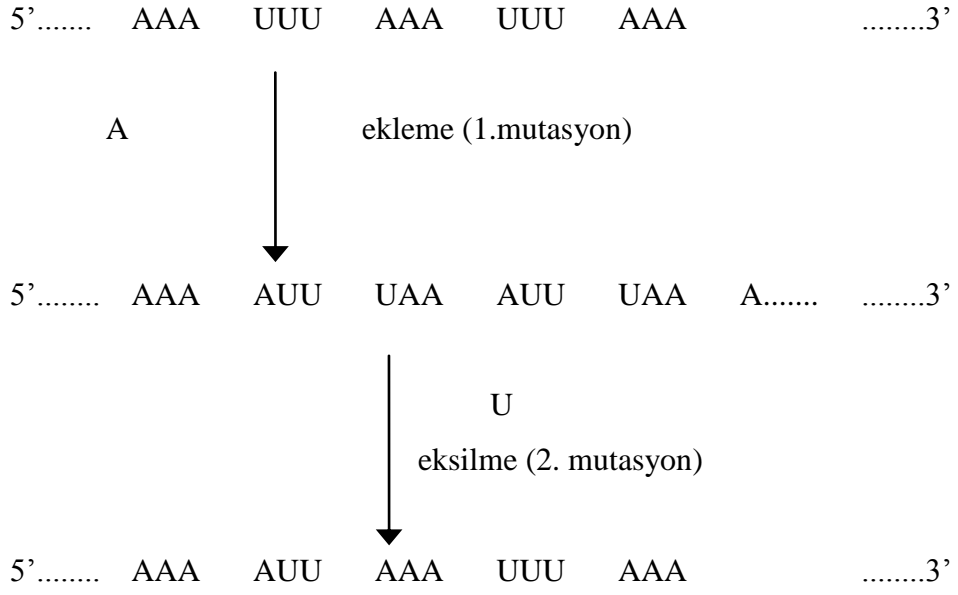 5’....... AAA UUU AAA UUU AAA ........3’
A ekleme (1.mutasyon)
5’........ AAA AUU UAA AUU UAA A....... ........3’
U
eksilme (2. mutasyon)
5’........ AAA AUU AAA UUU AAA ........3’